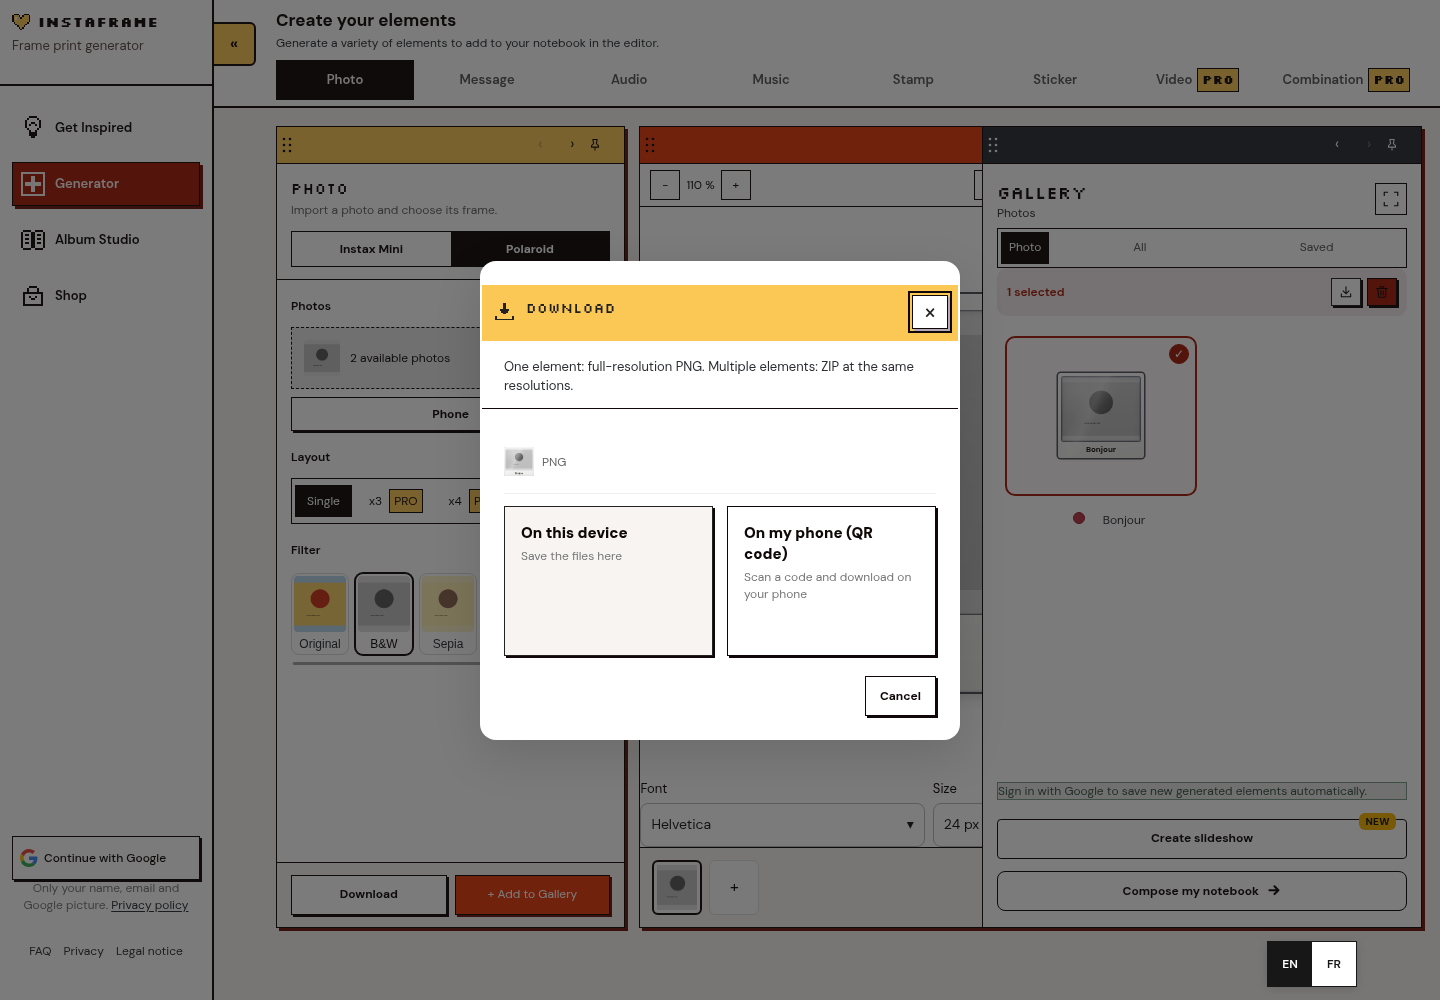 INSTAFRAME
Frame print generator
Get Inspired
Generator
Album Studio
Shop
Continue with Google
Only your name, email and
Google picture. Privacy policy
FAQ Privacy Legal notice
«
Create your elements
Generate a variety of elements to add to your notebook in the editor.
Photo Message Audio Music Stamp Sticker Video PRO Combination PRO
PHOTO
Import a photo and choose its frame.
Instax Mini Polaroid
Photos
2 available photos
Phone
Layout
Single x3 PRO x4
Filter
Original B&W Sepia
Download + Add to Gallery
- 110 % +
Font Size
Helvetica 24 px
+
DOWNLOAD
×
One element: full-resolution PNG. Multiple elements: ZIP at the same
resolutions.
PNG
On this device
Save the files here
On my phone (QR
code)
Scan a code and download on
your phone
Cancel
GALLERY
Photos
Photo All Saved
1 selected
Bonjour
Bonjour
Sign in with Google to save new generated elements automatically.
NEW
Create slideshow
Compose my notebook →
EN FR